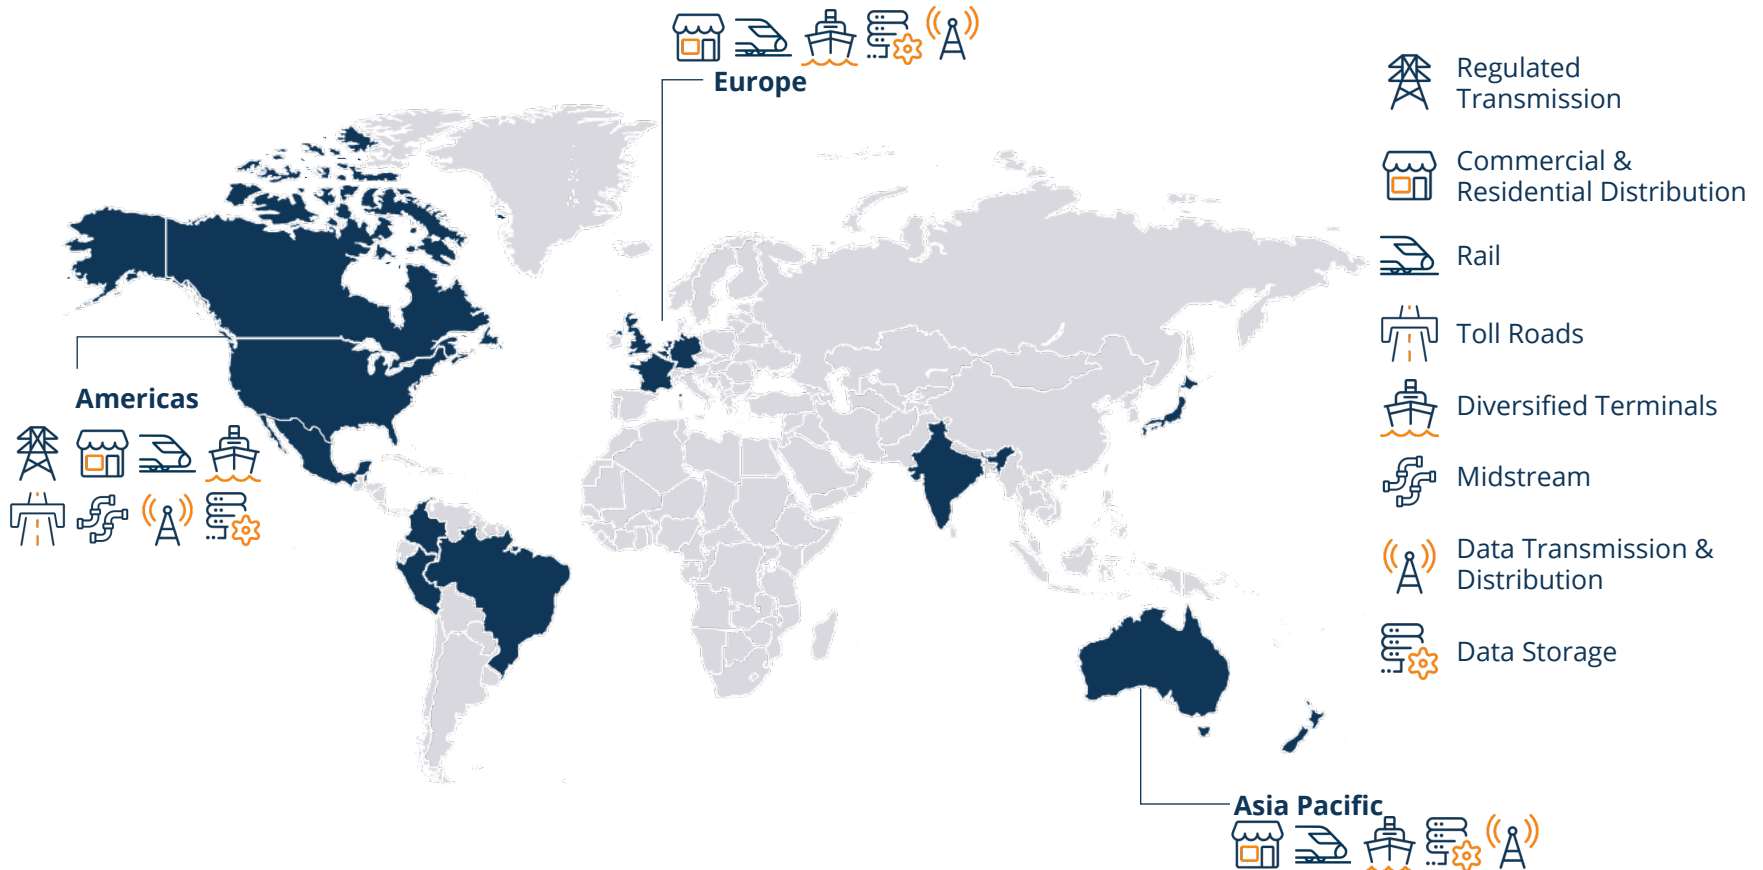 Europe
Americas
Asia Pacific
Regulated
Transmission
Commercial &
Residential Distribution
Rail
Toll Roads
Diversified Terminals
Midstream
Data Transmission &
Distribution
Data Storage